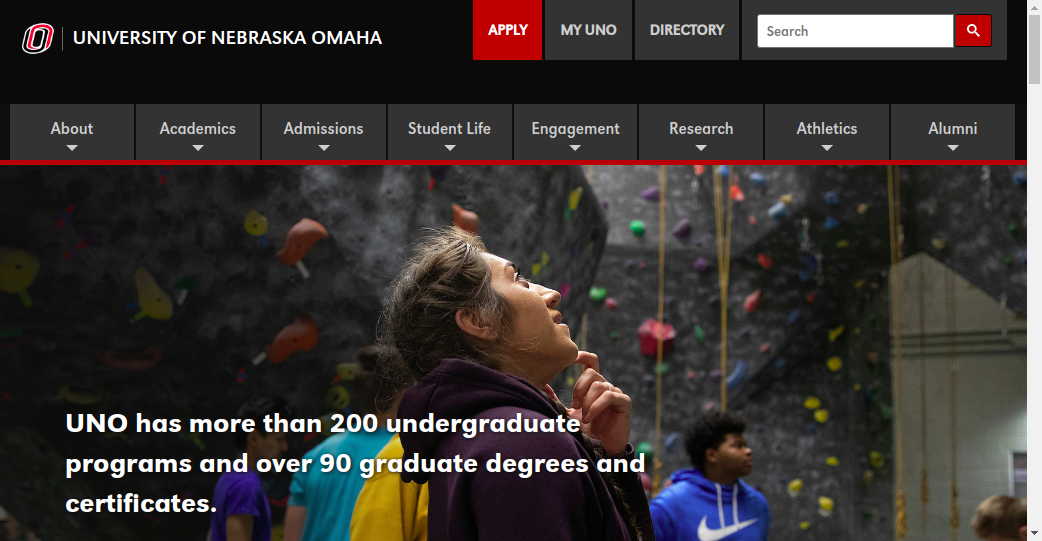 UNIVERSITY OF NEBRASKA OMAHA
APPLY
MY UNO
DIRECTORY
Search
About
Academics
Admissions
Student Life
Engagement
Research
Athletics
Alumni
UNO has more than 200 undergraduate
programs and over 90 graduate degrees and
certificates.